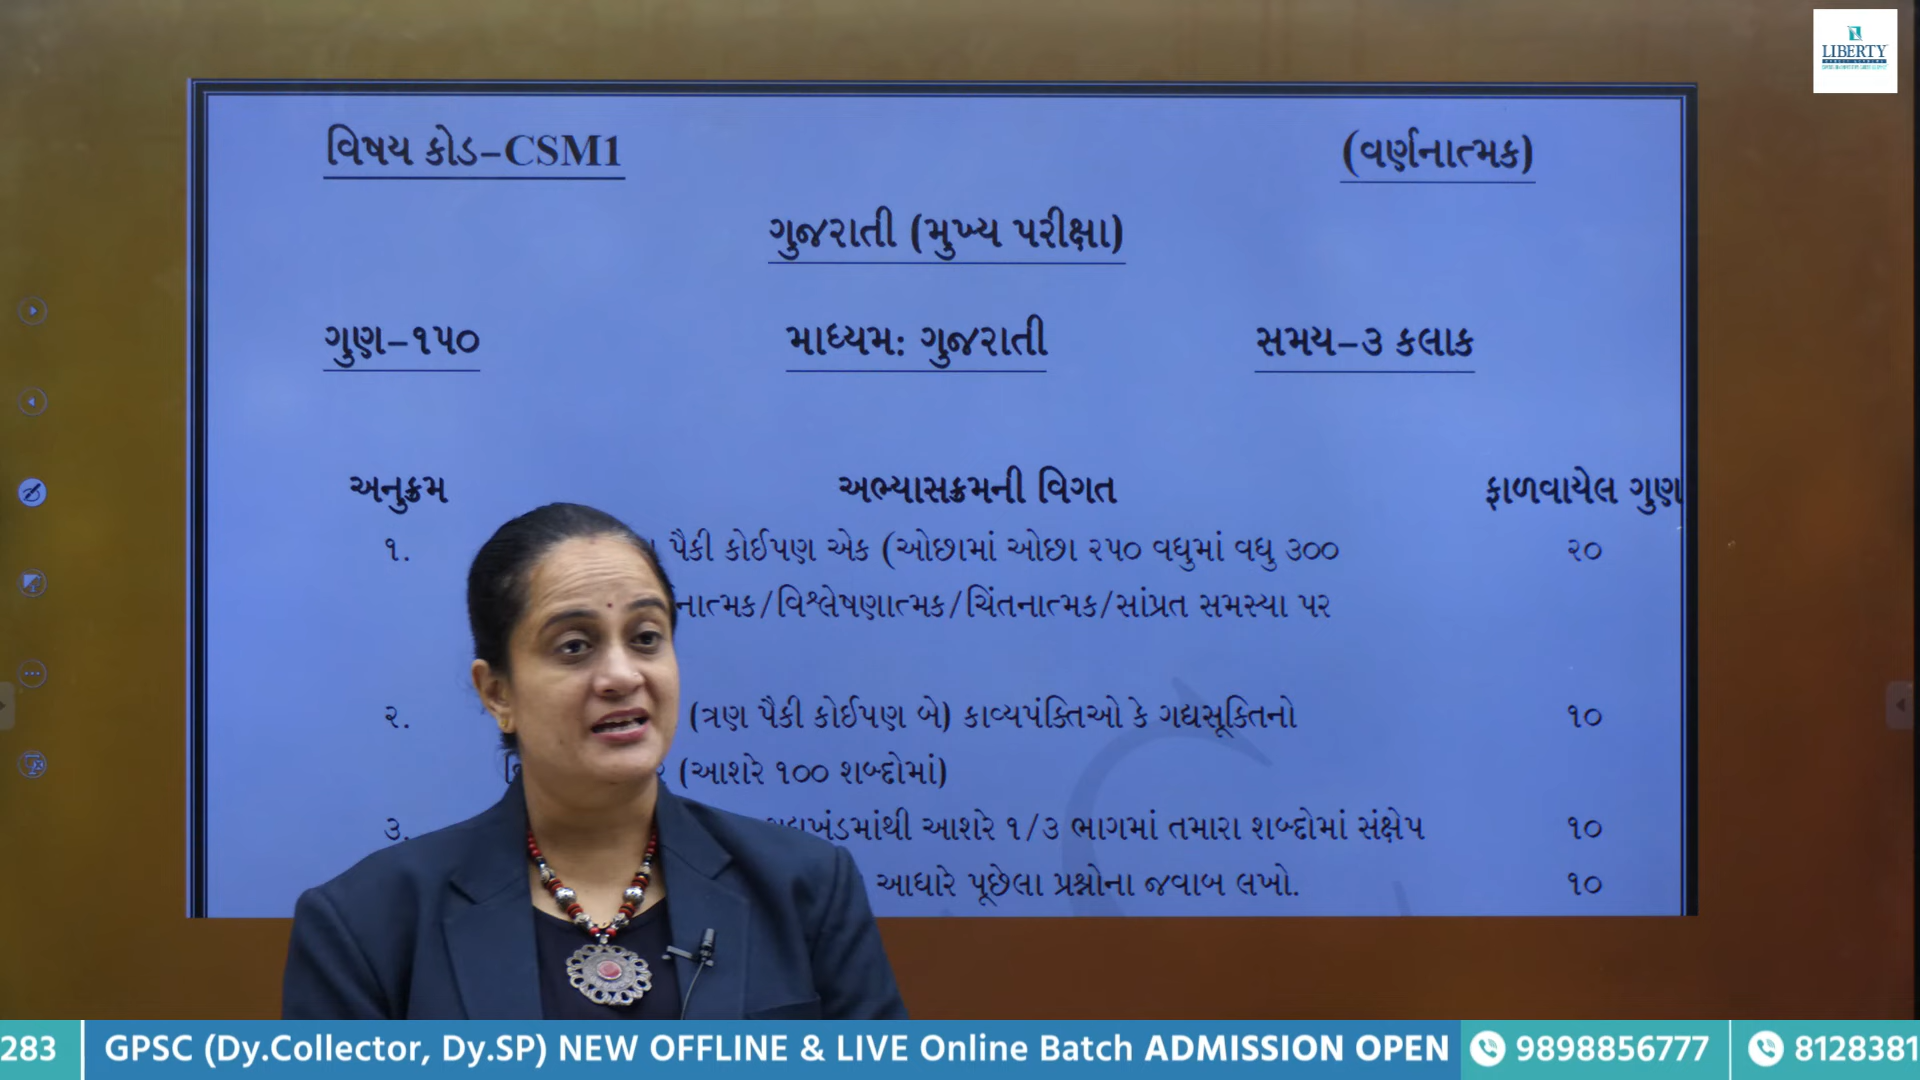 LIBERTY
વિષય કોડ–CSM1
(વર્ણનાત્મક)
ગુજરાતી (મુખ્ય પરીક્ષા)
ગુણ–૧૫૦
માધ્યમ: ગુજરાતી
સમય–૩ કલાક
અનુક્રમ
અભ્યાસક્રમની વિગત
ફાળવાયેલ ગુણ
૧. પૈકી કોઈપણ એક (ઓછામાં ઓછા ૨૫૦ વધુમાં વધુ ૩૦૦ ૨૦
નાત્મક/વિશ્લેષણાત્મક/ચિંતનાત્મક/સાંપ્રત સમસ્યા પર
૨. (ત્રણ પૈકી કોઈપણ બે) કાવ્યપંક્તિઓ કે ગદ્યસૂક્તિનો ૧૦
(આશરે ૧૦૦ શબ્દોમાં)
૩. આશરે ૧/૩ ભાગમાં તમારા શબ્દોમાં સંક્ષેપ ૧૦
આધારે પૂછેલા પ્રશ્નોના જવાબ લખો. ૧૦
283 GPSC (Dy.Collector, Dy.SP) NEW OFFLINE & LIVE Online Batch ADMISSION OPEN 9898856777 8128381